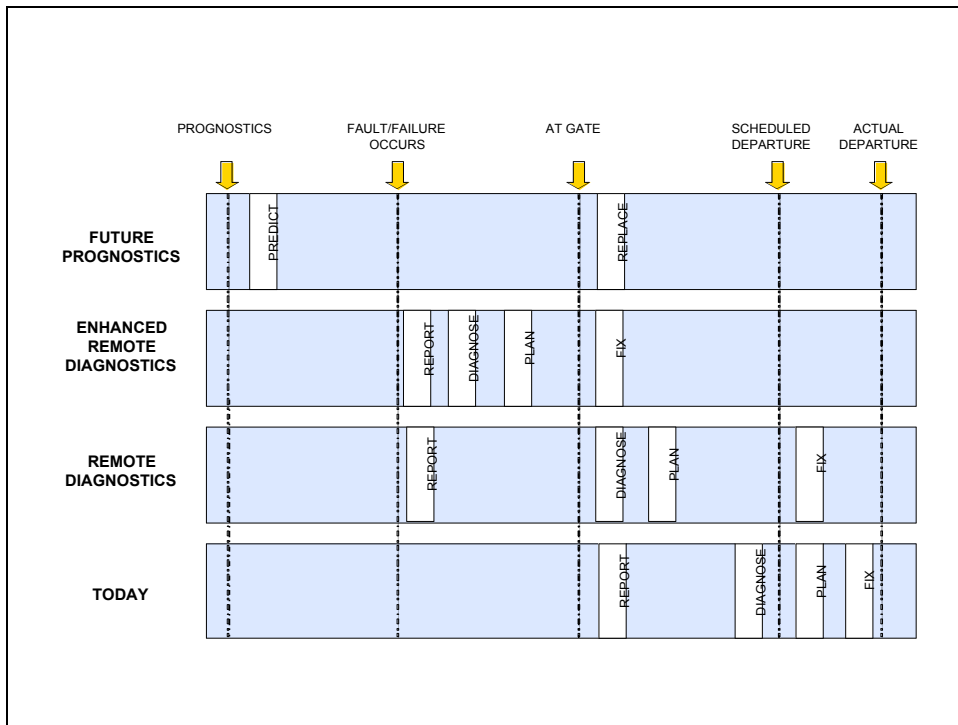 PROGNOSTICS
FAULT/FAILURE
OCCURS
AT GATE
SCHEDULED
DEPARTURE
ACTUAL
DEPARTURE
FUTURE
PROGNOSTICS
PREDICT
REPLACE
ENHANCED
REMOTE
DIAGNOSTICS
REPORT
DIAGNOSE
PLAN
FIX
REMOTE
DIAGNOSTICS
REPORT
DIAGNOSE
PLAN
FIX
TODAY
REPORT
DIAGNOSE
PLAN
FIX